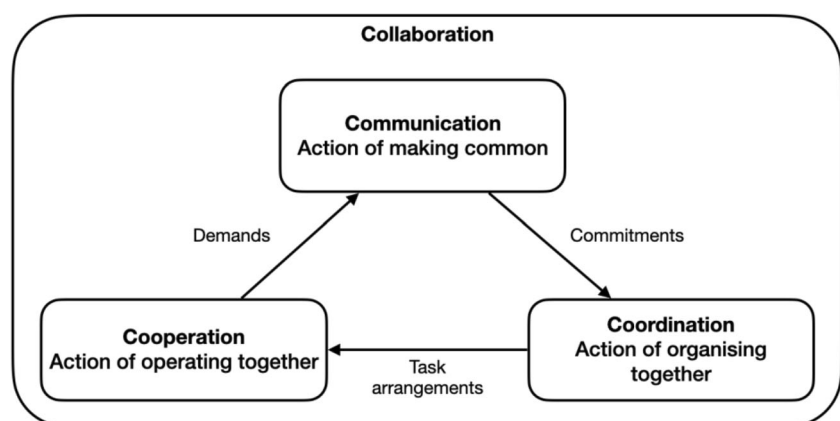 Collaboration
Communication
Action of making common
Demands
Commitments
Cooperation
Action of operating together
Coordination
Action of organising
together
Task
arrangements